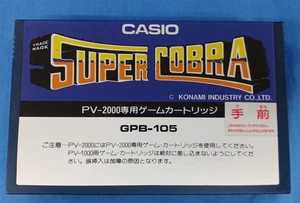 CASIO
TRADE MARK
SUPER COBRA
© KONAMI INDUSTRY CO.,LTD.
PV-2000専用ゲームカートリッジ
手前
GPB-105
ご注意…PV-2000にはPV-2000専用・ゲームカートリッジを使用してください。
PV-1000用ゲーム・カートリッジは絶対に差し込まないようにしてくだ
さい。誤挿入は故障の原因となります。